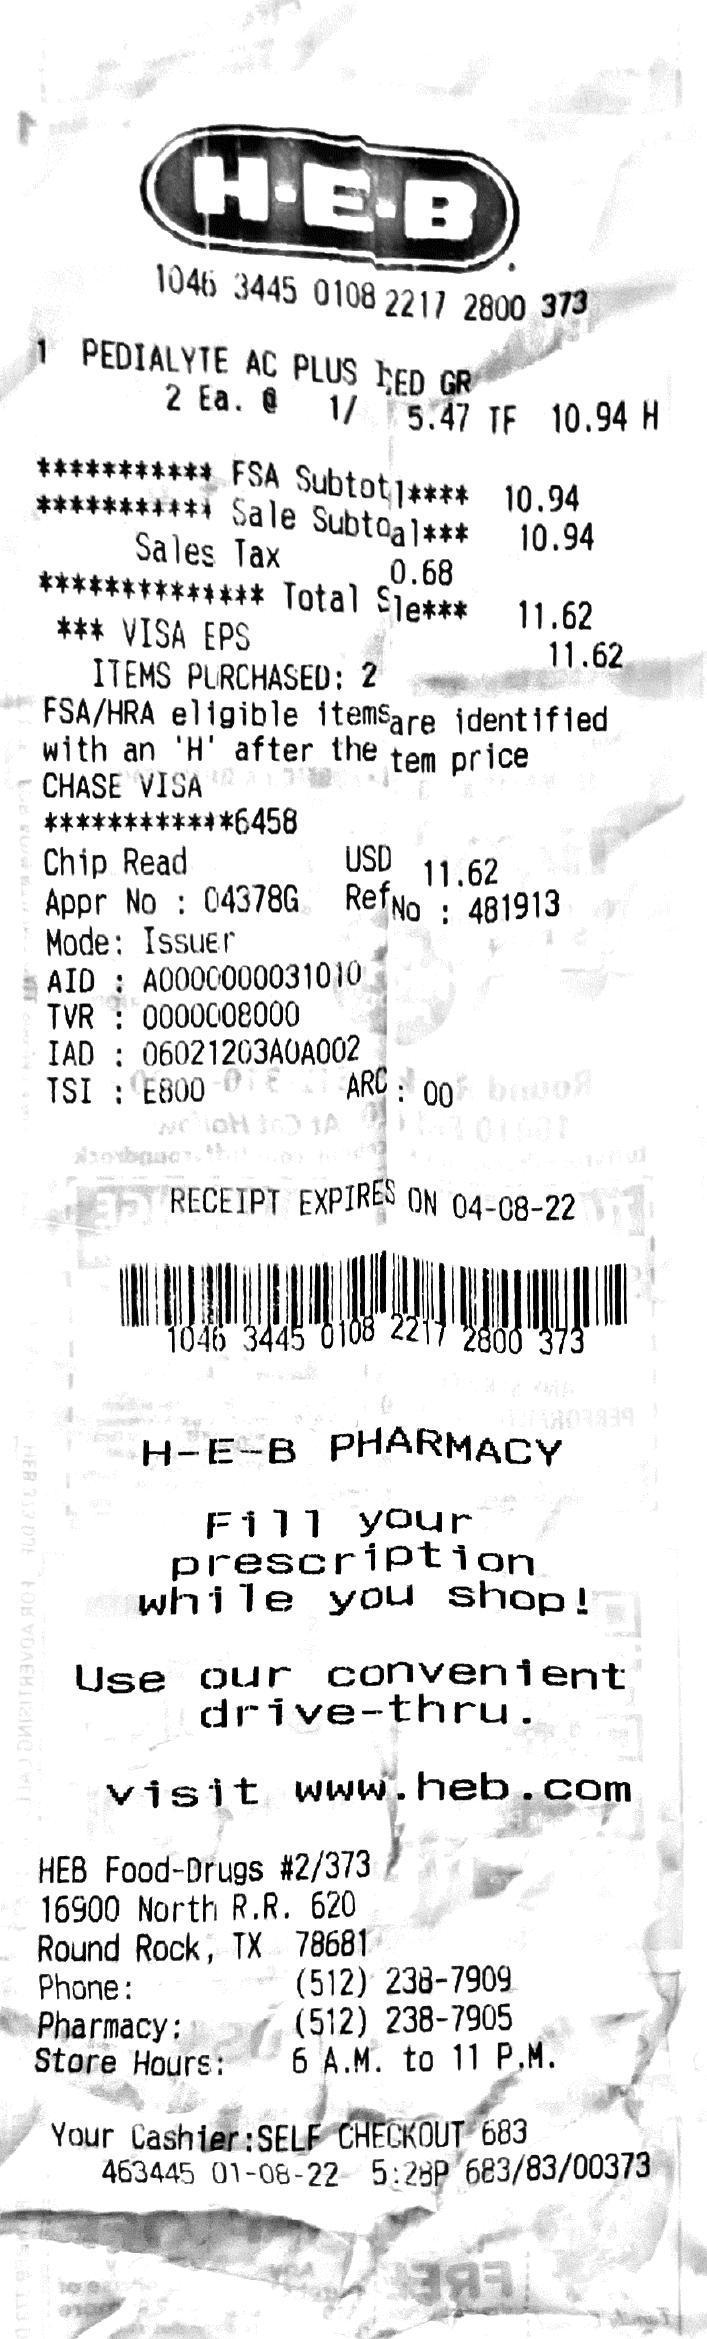 H-E-B
1046 3445 0108 2217 2800 373
1 PEDIALYTE AC PLUS BED GR
2 Ea. @ 1/ 5.47 TF 10.94 H
*********** FSA Subtotl**** 10.94
*********** Sale Subtoal*** 10.94
Sales Tax 0.68
************** Total Sle*** 11.62
*** VISA EPS 11.62
ITEMS PURCHASED: 2
FSA/HRA eligible items are identified
with an 'H' after the tem price
CHASE VISA
************6458
Chip Read USD 11.62
Appr No : 04378G Ref No : 481913
Mode: Issuer
AID : A0000000031010
TVR : 0000008000
IAD : 06021203A0A002
TSI : E800 ARC : 00
RECEIPT EXPIRES ON 04-08-22
1046 3445 0108 2217 2800 373
H-E-B PHARMACY
Fill your
prescription
while you shop!
Use our convenient
drive-thru.
visit www.heb.com
HEB Food-Drugs #2/373
16900 North R.R. 620
Round Rock, TX 78681
Phone: (512) 238-7909
Pharmacy: (512) 238-7905
Store Hours: 6 A.M. to 11 P.M.
Your Cashier:SELF CHECKOUT 683
463445 01-08-22 5:28P 683/83/00373